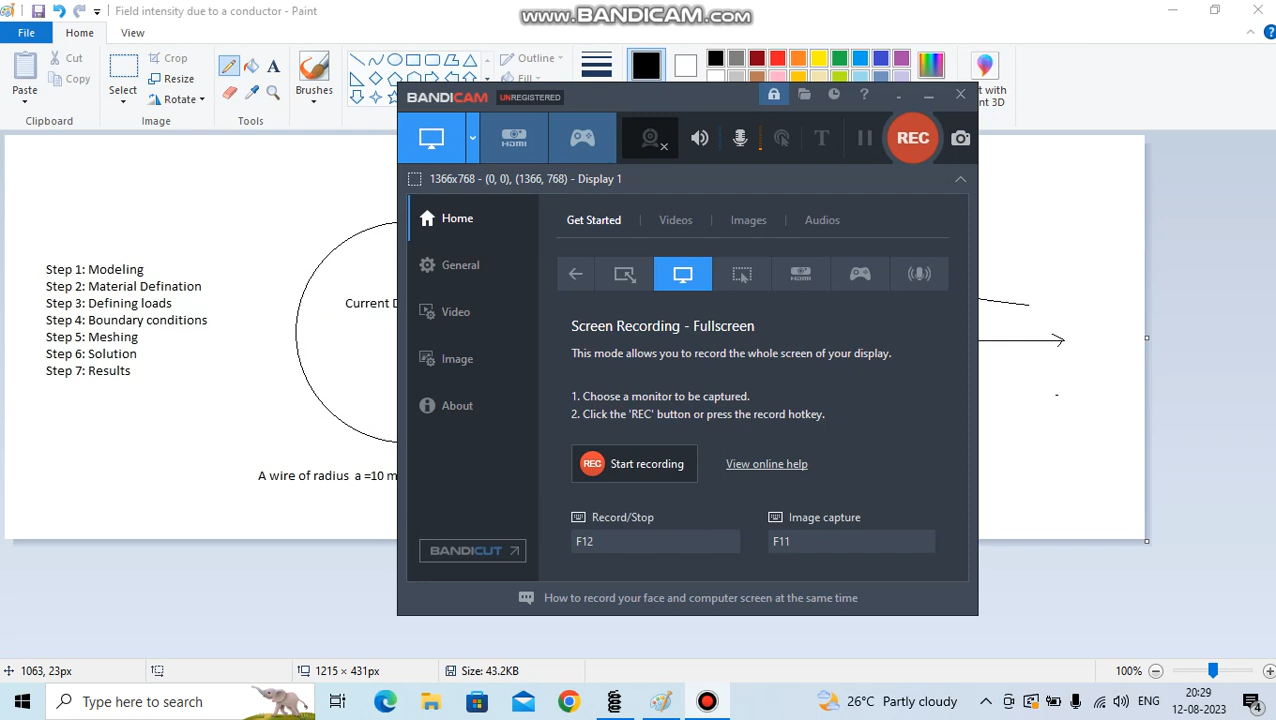 Field intensity due to a conductor - Paint
www.BANDICAM.com
File
Home
View
Paste
Cut
Copy
Clipboard
Select
Crop
Resize
Rotate
Image
Tools
Brushes
Outline
Fill
BANDICAM
UNREGISTERED
HDMI
T
REC
1366x768 - (0, 0), (1366, 768) - Display 1
Home
General
Video
Image
About
BANDICUT
Get Started
Videos
Images
Audios
HDMI
Screen Recording - Fullscreen
This mode allows you to record the whole screen of your display.
1. Choose a monitor to be captured.
2. Click the 'REC' button or press the record hotkey.
REC Start recording
View online help
Record/Stop
Image capture
F12
F11
How to record your face and computer screen at the same time
Step 1: Modeling
Step 2: Material Defination
Step 3: Defining loads
Step 4: Boundary conditions
Step 5: Meshing
Step 6: Solution
Step 7: Results
Current
A wire of radius a =10
1063, 23px
1215 × 431px
Size: 43.2KB
100%
Type here to search
26°C Partly cloudy
ENG
20:29
12-08-2023
4